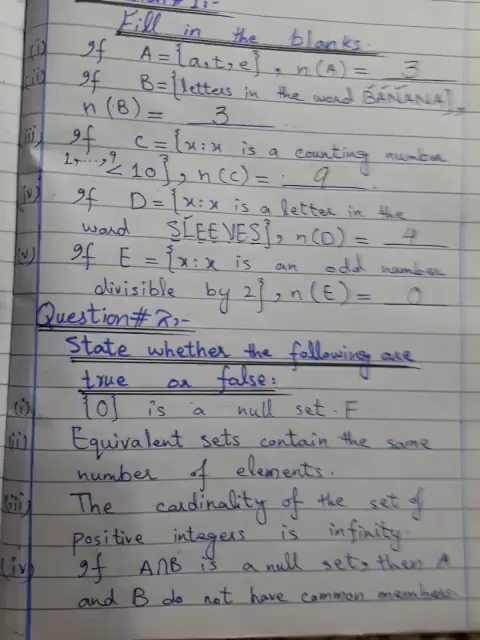 Fill in the blanks.
(i) If A = {a, t, e}, n(A) = 3
(ii) If B = {letters in the word BANANA},
n(B) = 3
(iii) If C = {x:x is a counting number
1, ..., 9 < 10}, n(C) = 9
(iv) If D = {x:x is a letter in the
word SLEEVES}, n(D) = 4
(v) If E = {x:x is an odd number
divisible by 2}, n(E) = 0
Question# 2:-
State whether the following are
true or false:
(i) {0} is a null set. F
(ii) Equivalent sets contain the same
number of elements.
(iii) The cardinality of the set of
positive integers is infinity.
(iv) If A∩B is a null set, then A
and B do not have common members.